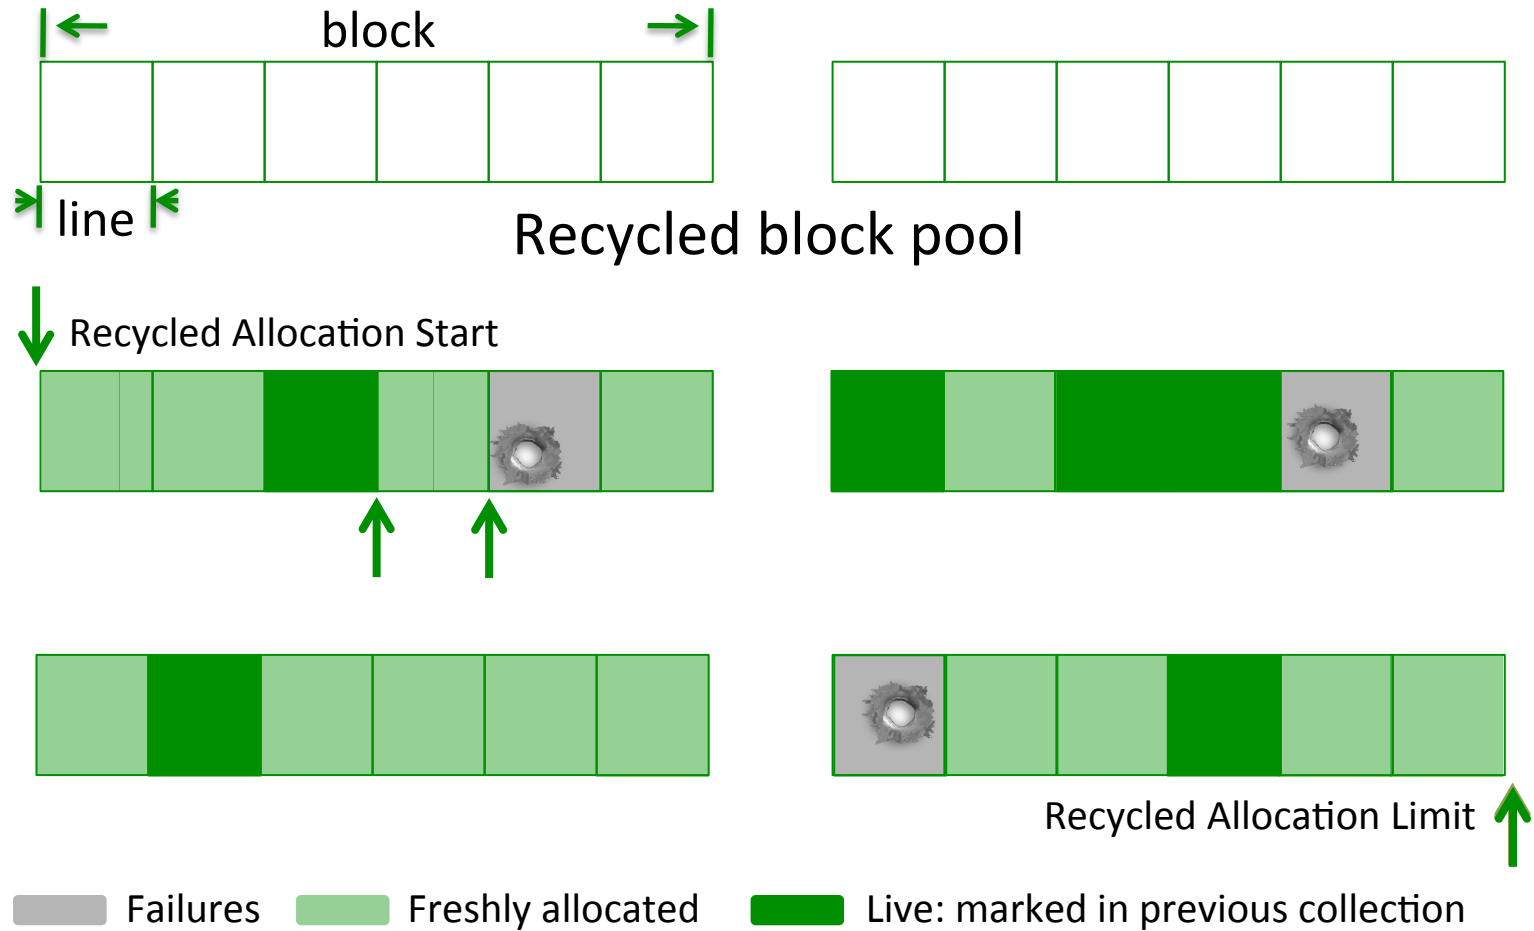 block
line
Recycled block pool
Recycled Allocation Start
Recycled Allocation Limit
Failures
Freshly allocated
Live: marked in previous collection